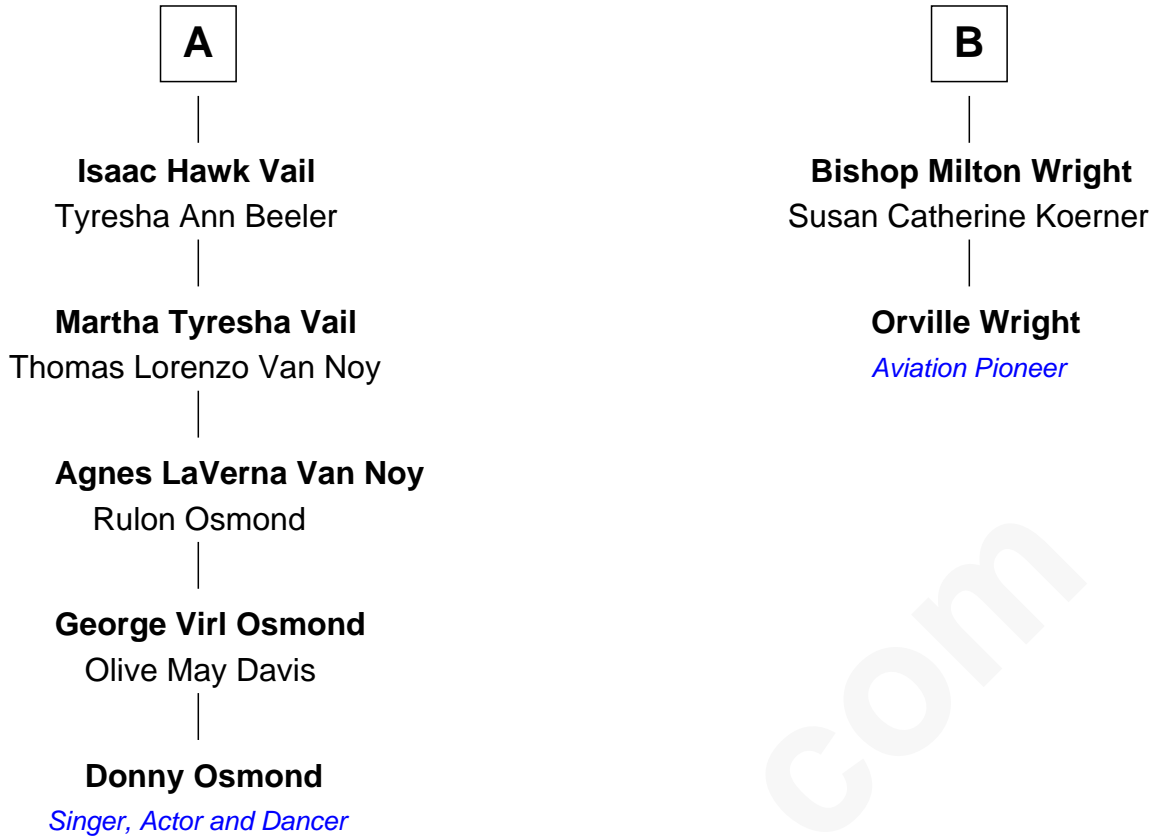 A
Isaac Hawk Vail
Tyresha Ann Beeler
Martha Tyresha Vail
Thomas Lorenzo Van Noy
Agnes LaVerna Van Noy
Rulon Osmond
George Virl Osmond
Olive May Davis
Donny Osmond
Singer, Actor and Dancer
B
Bishop Milton Wright
Susan Catherine Koerner
Orville Wright
Aviation Pioneer
com